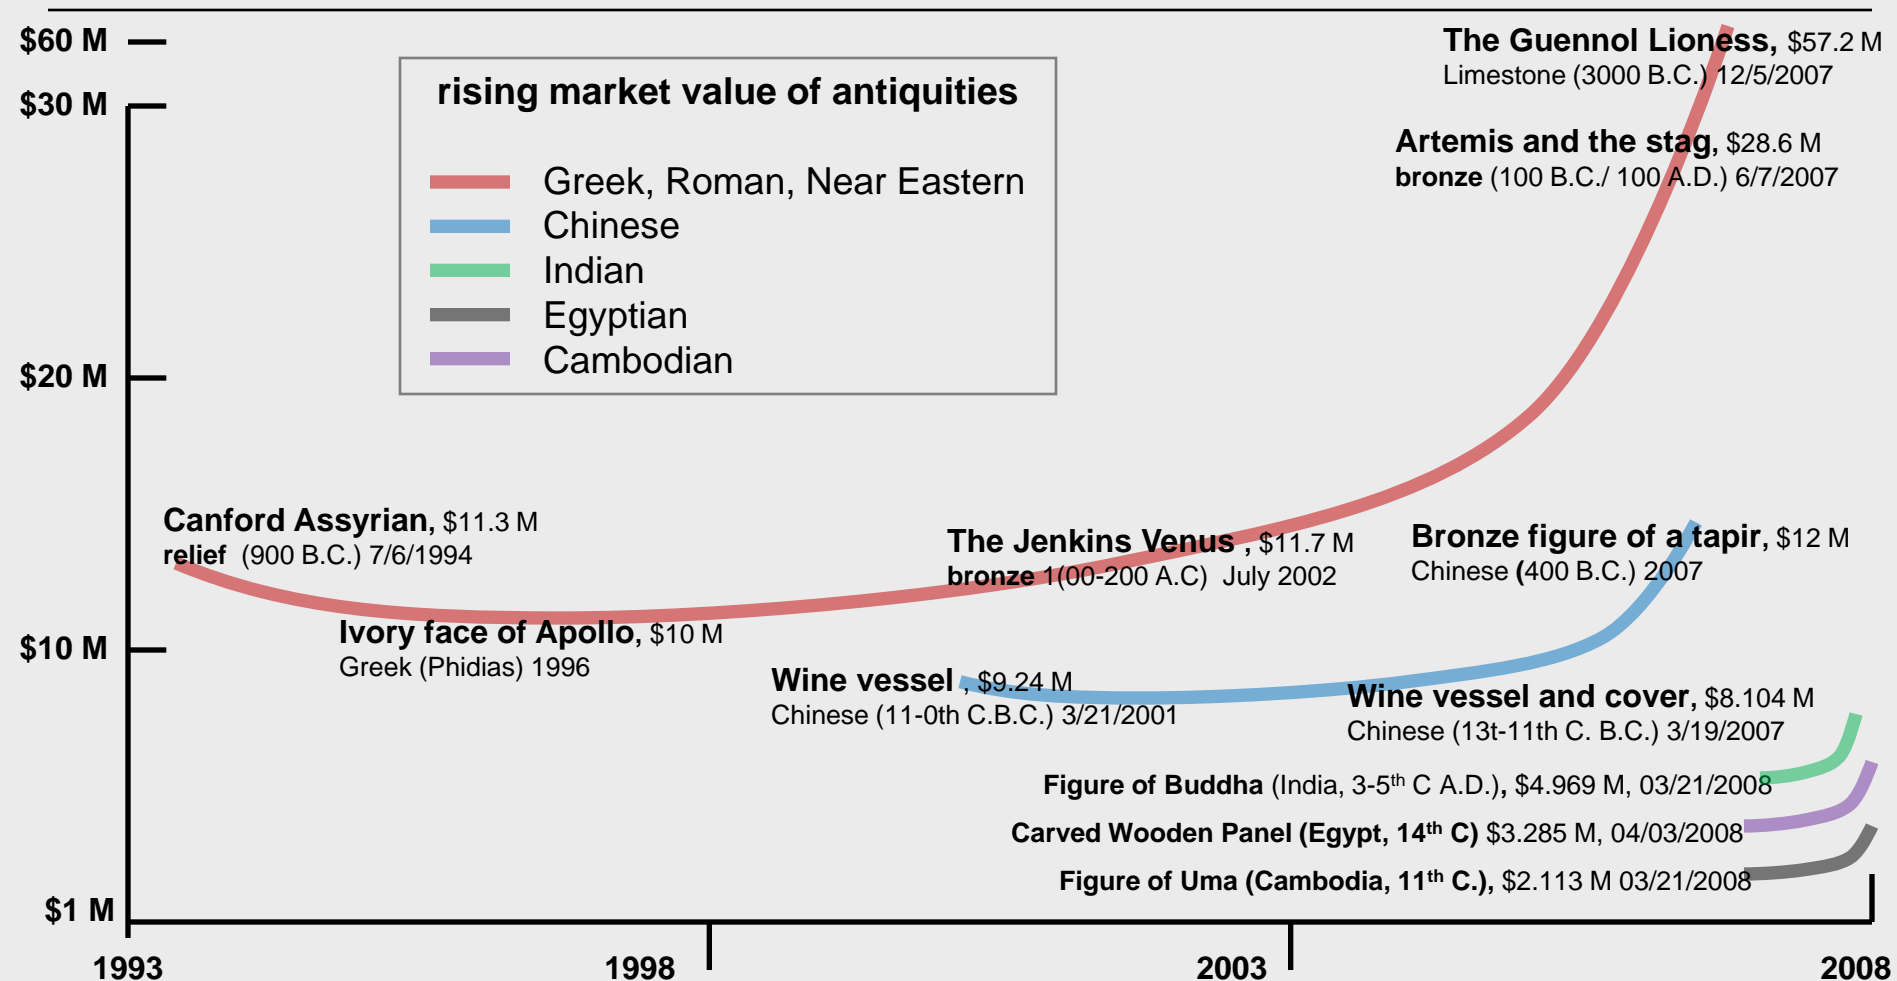 $60 M
$30 M
$20 M
$10 M
$1 M
rising market value of antiquities
Greek, Roman, Near Eastern
Chinese
Indian
Egyptian
Cambodian
The Guennol Lioness, $57.2 M
Limestone (3000 B.C.) 12/5/2007
Artemis and the stag, $28.6 M
bronze (100 B.C./ 100 A.D.) 6/7/2007
Canford Assyrian, $11.3 M
relief (900 B.C.) 7/6/1994
Ivory face of Apollo, $10 M
Greek (Phidias) 1996
The Jenkins Venus , $11.7 M
bronze 1(00-200 A.C) July 2002
Bronze figure of a tapir, $12 M
Chinese (400 B.C.) 2007
Wine vessel , $9.24 M
Chinese (11-0th C.B.C.) 3/21/2001
Wine vessel and cover, $8.104 M
Chinese (13t-11th C. B.C.) 3/19/2007
Figure of Buddha (India, 3-5th C A.D.), $4.969 M, 03/21/2008
Carved Wooden Panel (Egypt, 14th C) $3.285 M, 04/03/2008
Figure of Uma (Cambodia, 11th C.), $2.113 M 03/21/2008
1993
1998
2003
2008